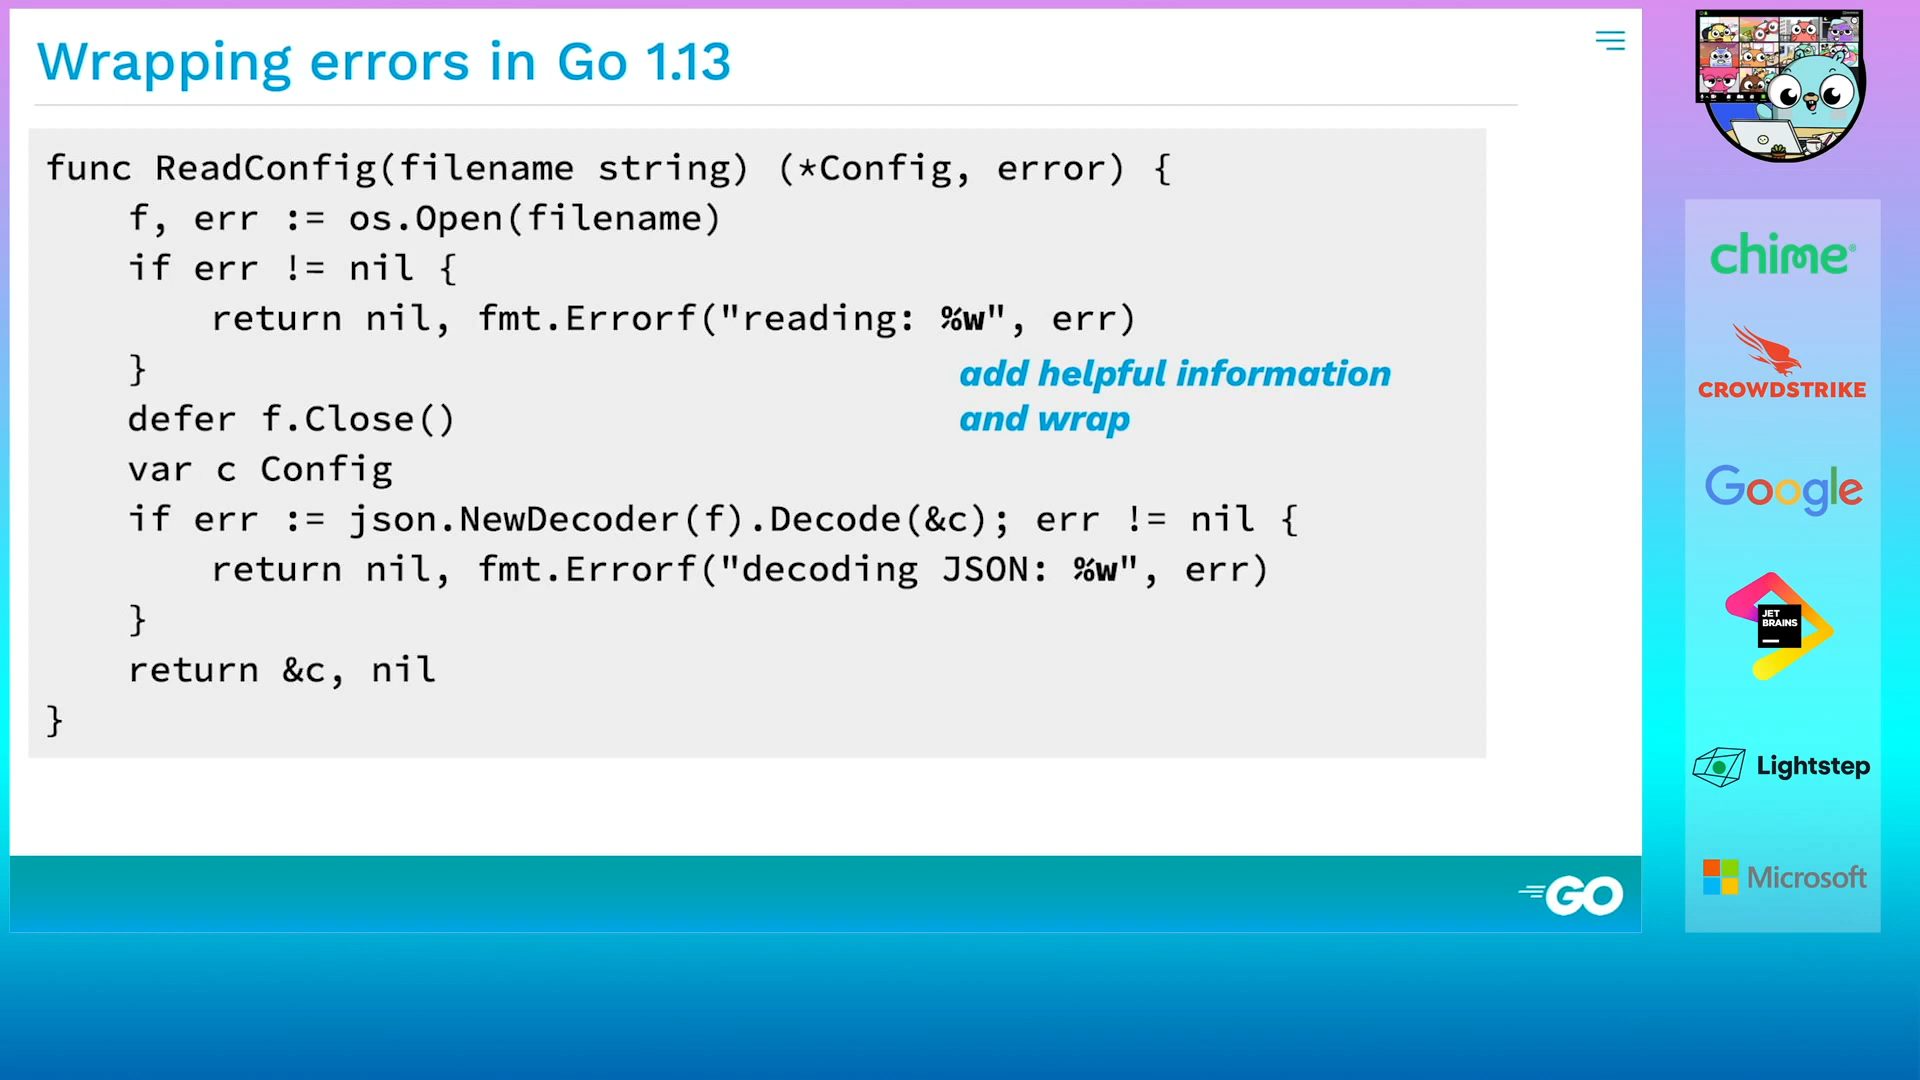 Wrapping errors in Go 1.13
func ReadConfig(filename string) (*Config, error) {
    f, err := os.Open(filename)
    if err != nil {
        return nil, fmt.Errorf("reading: %w", err)
    }
add helpful information
and wrap
    defer f.Close()
    var c Config
    if err := json.NewDecoder(f).Decode(&c); err != nil {
        return nil, fmt.Errorf("decoding JSON: %w", err)
    }
    return &c, nil
}
GO
chime®
CROWDSTRIKE
Google
JET
BRAINS
Lightstep
Microsoft